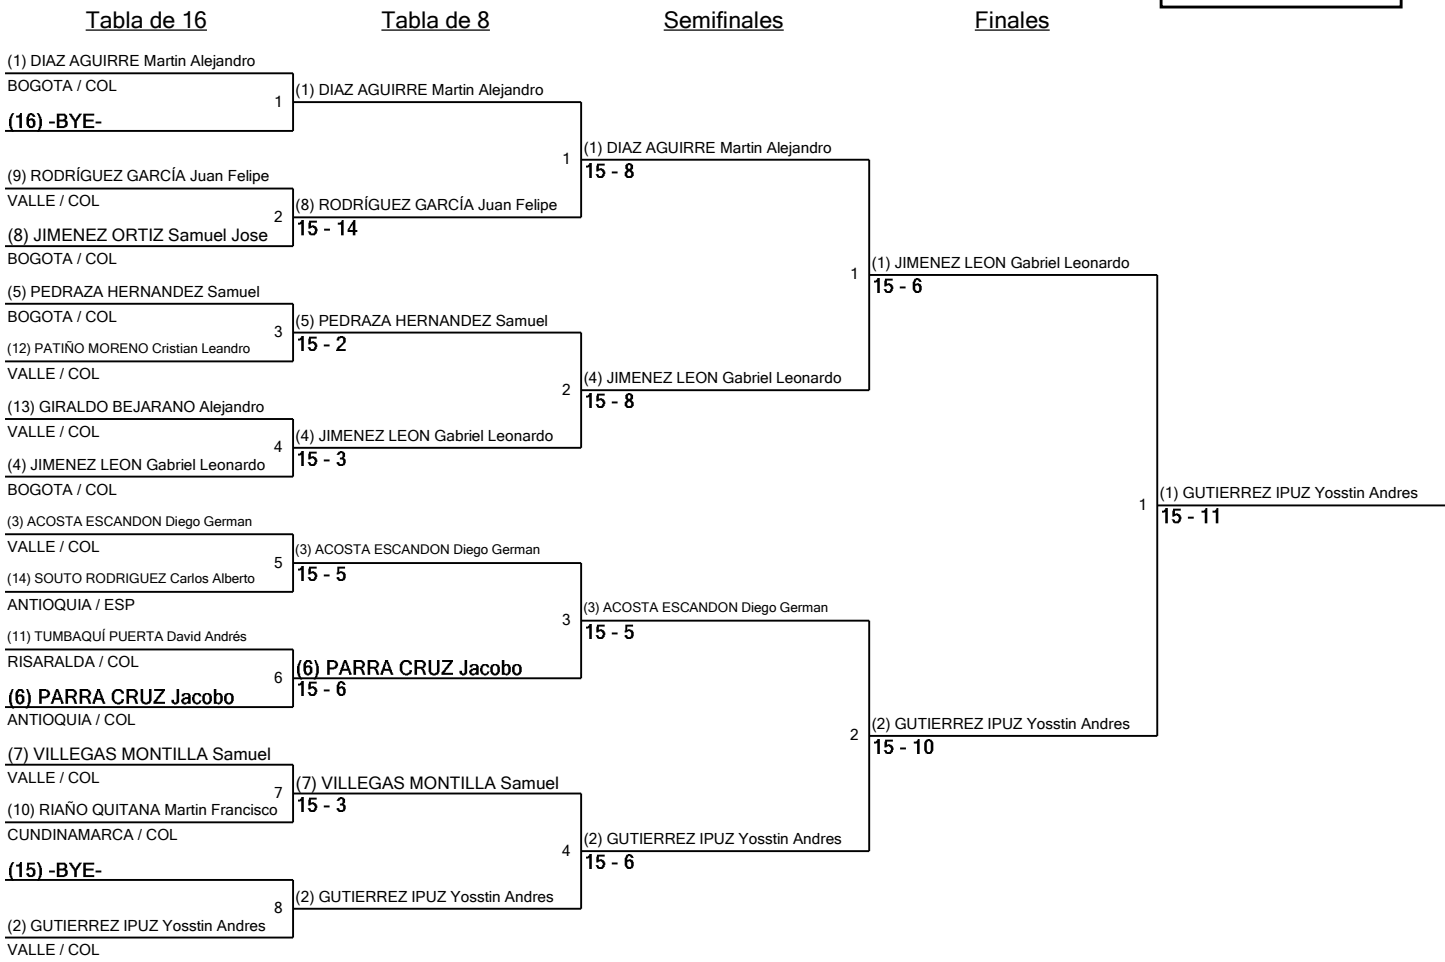 Tabla de 16
Tabla de 8
Semifinales
Finales
(1) DIAZ AGUIRRE Martin Alejandro
BOGOTA / COL
1
(16) -BYE-
(9) RODRÍGUEZ GARCÍA Juan Felipe
VALLE / COL
2
(8) JIMENEZ ORTIZ Samuel Jose
BOGOTA / COL
(5) PEDRAZA HERNANDEZ Samuel
BOGOTA / COL
3
(12) PATIÑO MORENO Cristian Leandro
VALLE / COL
(13) GIRALDO BEJARANO Alejandro
VALLE / COL
4
(4) JIMENEZ LEON Gabriel Leonardo
BOGOTA / COL
(3) ACOSTA ESCANDON Diego German
VALLE / COL
5
(14) SOUTO RODRIGUEZ Carlos Alberto
ANTIOQUIA / ESP
(11) TUMBAQUÍ PUERTA David Andrés
RISARALDA / COL
6
(6) PARRA CRUZ Jacobo
ANTIOQUIA / COL
(7) VILLEGAS MONTILLA Samuel
VALLE / COL
7
(10) RIAÑO QUITANA Martin Francisco
CUNDINAMARCA / COL
(15) -BYE-
8
(2) GUTIERREZ IPUZ Yosstin Andres
VALLE / COL
(1) DIAZ AGUIRRE Martin Alejandro
1
(8) RODRÍGUEZ GARCÍA Juan Felipe
15 - 14
(5) PEDRAZA HERNANDEZ Samuel
15 - 2
2
(4) JIMENEZ LEON Gabriel Leonardo
15 - 3
(3) ACOSTA ESCANDON Diego German
15 - 5
3
(6) PARRA CRUZ Jacobo
15 - 6
(7) VILLEGAS MONTILLA Samuel
15 - 3
4
(2) GUTIERREZ IPUZ Yosstin Andres
(1) DIAZ AGUIRRE Martin Alejandro
15 - 8
1
(4) JIMENEZ LEON Gabriel Leonardo
15 - 8
(3) ACOSTA ESCANDON Diego German
15 - 5
2
(2) GUTIERREZ IPUZ Yosstin Andres
15 - 6
(1) JIMENEZ LEON Gabriel Leonardo
15 - 6
1
(2) GUTIERREZ IPUZ Yosstin Andres
15 - 10
(1) GUTIERREZ IPUZ Yosstin Andres
15 - 11